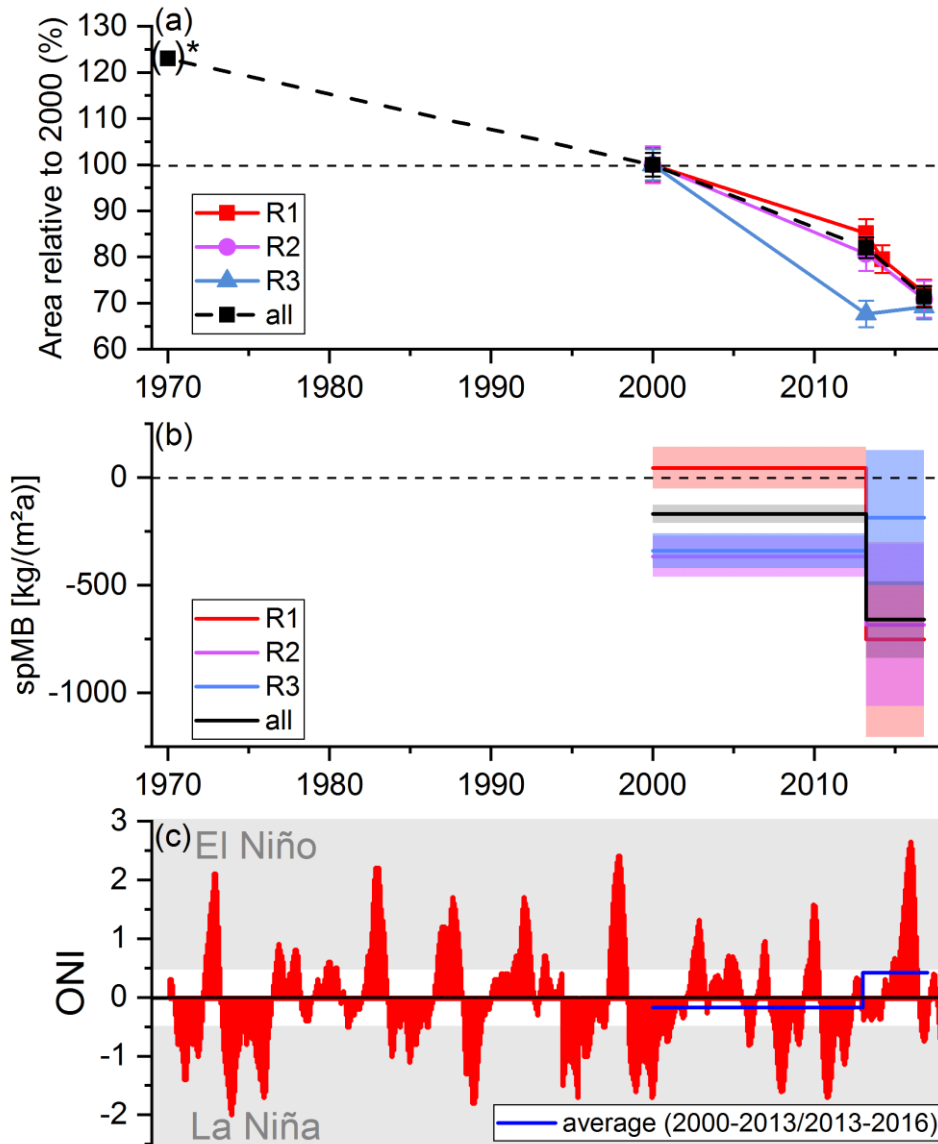 (a)
( )*
130
120
110
100
90
80
70
60
Area relative to 2000 (%)
R1
R2
R3
all
1970 1980 1990 2000 2010
(b)
0
-500
-1000
spMB [kg/(m²a)]
R1
R2
R3
all
1970 1980 1990 2000 2010
(c)
El Niño
3
2
1
0
-1
-2
ONI
La Niña
average (2000-2013/2013-2016)